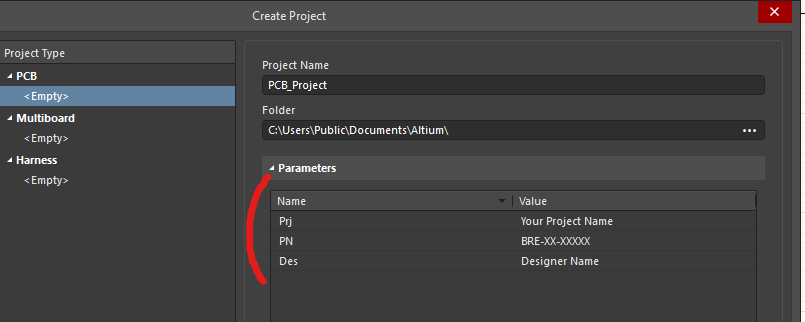 Create Project
Project Type
PCB
<Empty>
Multiboard
<Empty>
Harness
<Empty>
Project Name
PCB_Project
Folder
C:\Users\Public\Documents\Altium\
Parameters
Name Value
Prj Your Project Name
PN BRE-XX-XXXXX
Des Designer Name